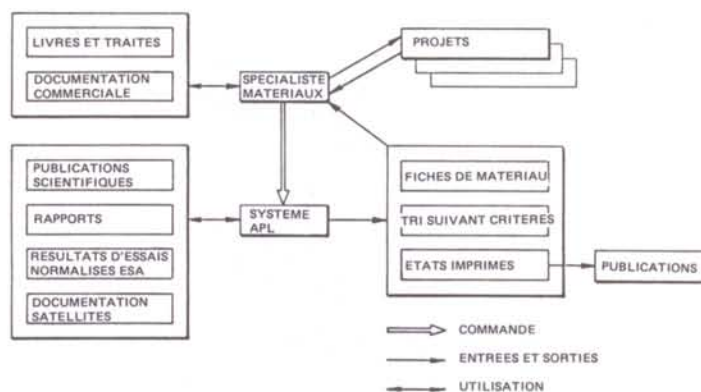 LIVRES ET TRAITES
DOCUMENTATION
COMMERCIALE
SPECIALISTE
MATERIAUX
PROJETS
PUBLICATIONS
SCIENTIFIQUES
RAPPORTS
RESULTATS D'ESSAIS
NORMALISES ESA
DOCUMENTATION
SATELLITES
SYSTEME
APL
FICHES DE MATERIAU
TRI SUIVANT CRITERES
ETATS IMPRIMES
PUBLICATIONS
COMMANDE
ENTREES ET SORTIES
UTILISATION